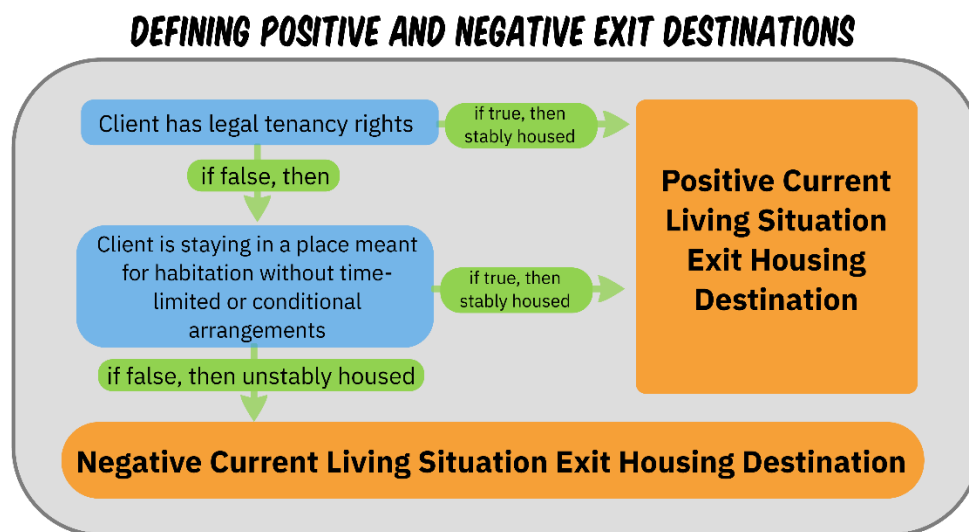 DEFINING POSITIVE AND NEGATIVE EXIT DESTINATIONS
Client has legal tenancy rights
if true, then
stably housed
if false, then
Client is staying in a place meant
for habitation without time-
limited or conditional
arrangements
if true, then
stably housed
Positive Current
Living Situation
Exit Housing
Destination
if false, then unstably housed
Negative Current Living Situation Exit Housing Destination